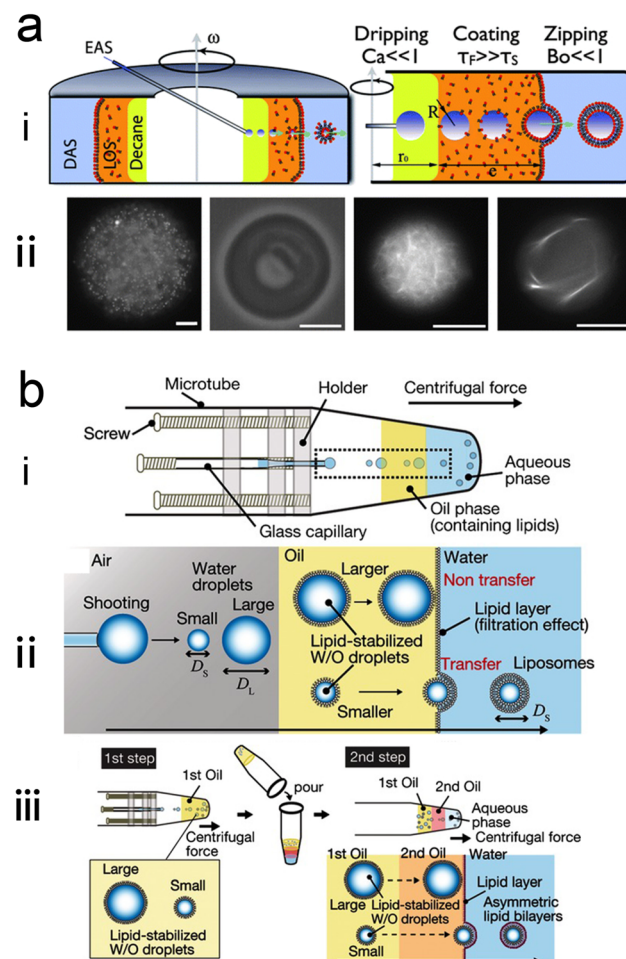 a
EAS
ω
Dripping
Ca<<1
Coating
τF>>τS
Zipping
Bo<<1
i
DAS
LOS
Decane
R
r₀
e
ii
b
Microtube
Holder
Centrifugal force
Screw
i
Aqueous
phase
Glass capillary
Oil phase
(containing lipids)
Air
Oil
Water
Water
droplets
Larger
Non transfer
Shooting
Small
Large
ii
Lipid-stabilized
W/O droplets
Lipid layer
(filtration effect)
Transfer
Liposomes
DS
DL
Smaller
DS
1st step
2nd step
1st Oil
pour
1st Oil
2nd Oil
iii
Aqueous
phase
Centrifugal
force
Centrifugal force
Large
Small
Lipid-stabilized
W/O droplets
1st Oil
2nd Oil
Water
Lipid layer
Large
Lipid-stabilized
W/O droplets
Small
Asymmetric
lipid bilayers